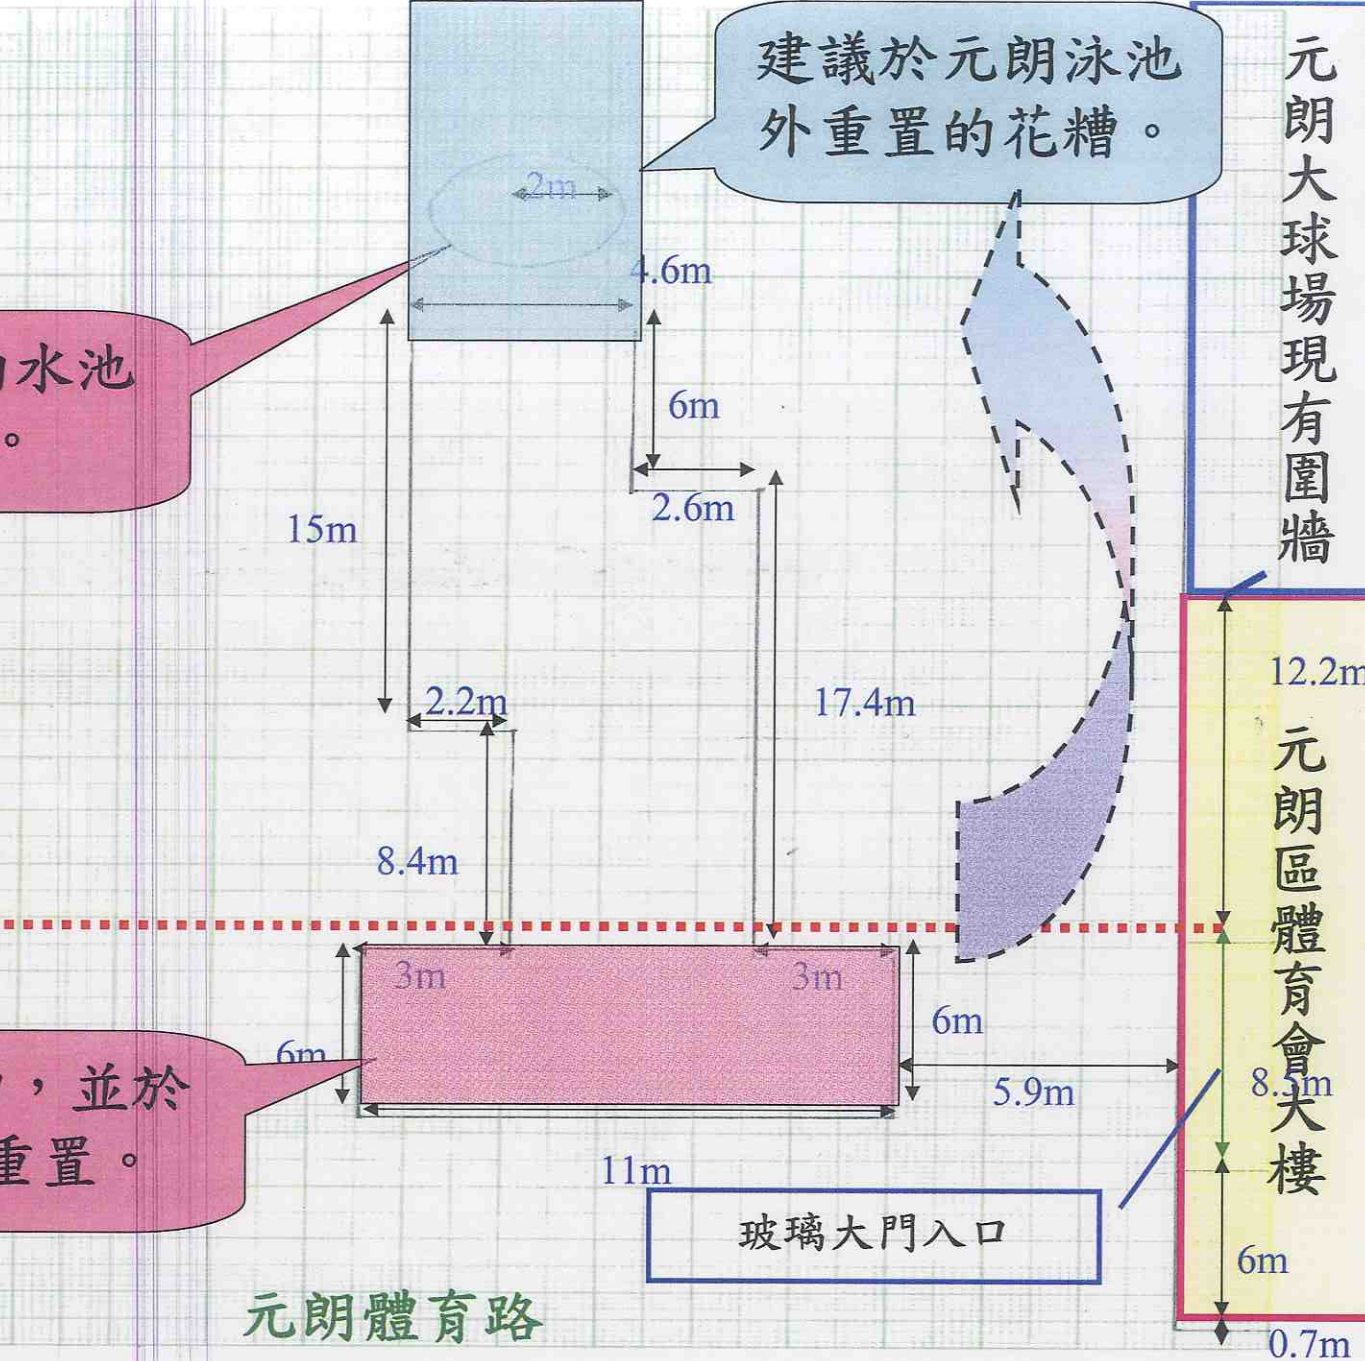 建議於元朗泳池
外重置的花糟。
元朗大球場現有圍牆
2m
4.6m
水池
。
6m
2.6m
15m
2.2m
17.4m
12.2m
元朗區體育會大樓
8.4m
3m
3m
6m
6m
，並於
重置。
5.9m
8.5m
11m
玻璃大門入口
6m
元朗體育路
0.7m